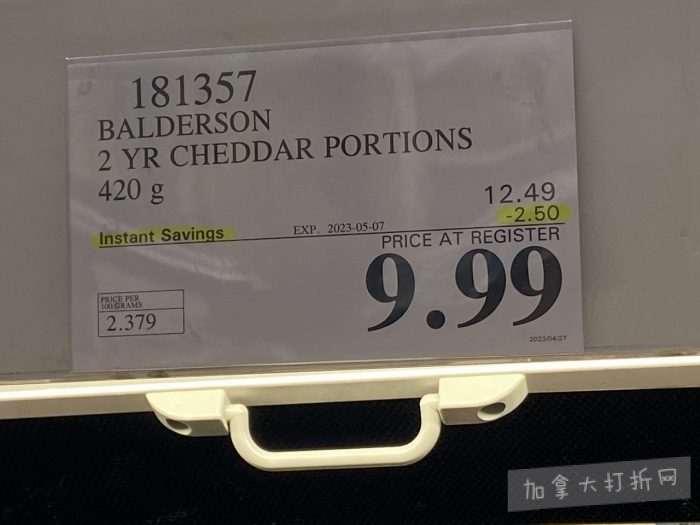 181357
BALDERSON
2 YR CHEDDAR PORTIONS
420 g
12.49
-2.50
Instant Savings EXP. 2023-05-07
PRICE AT REGISTER
9.99
PRICE PER
100 GRAMS
2.379
2023/04/27
加拿大打折网